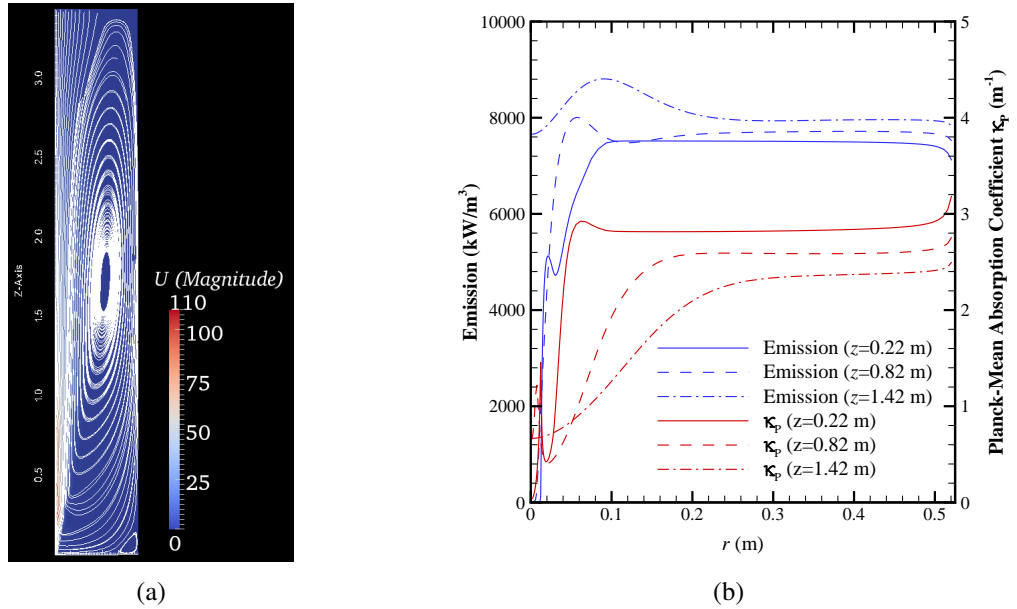 3.0
2.5
2.0
Z-Axis
1.5
1.0
0.5
U (Magnitude)
110
100
75
50
25
0
(a)
Emission (kW/m³)
10000
8000
6000
4000
2000
0
Planck-Mean Absorption Coefficient κP (m⁻¹)
5
4
3
2
1
0
Emission (z=0.22 m)
Emission (z=0.82 m)
Emission (z=1.42 m)
κP (z=0.22 m)
κP (z=0.82 m)
κP (z=1.42 m)
0 0.1 0.2 0.3 0.4 0.5
r (m)
(b)